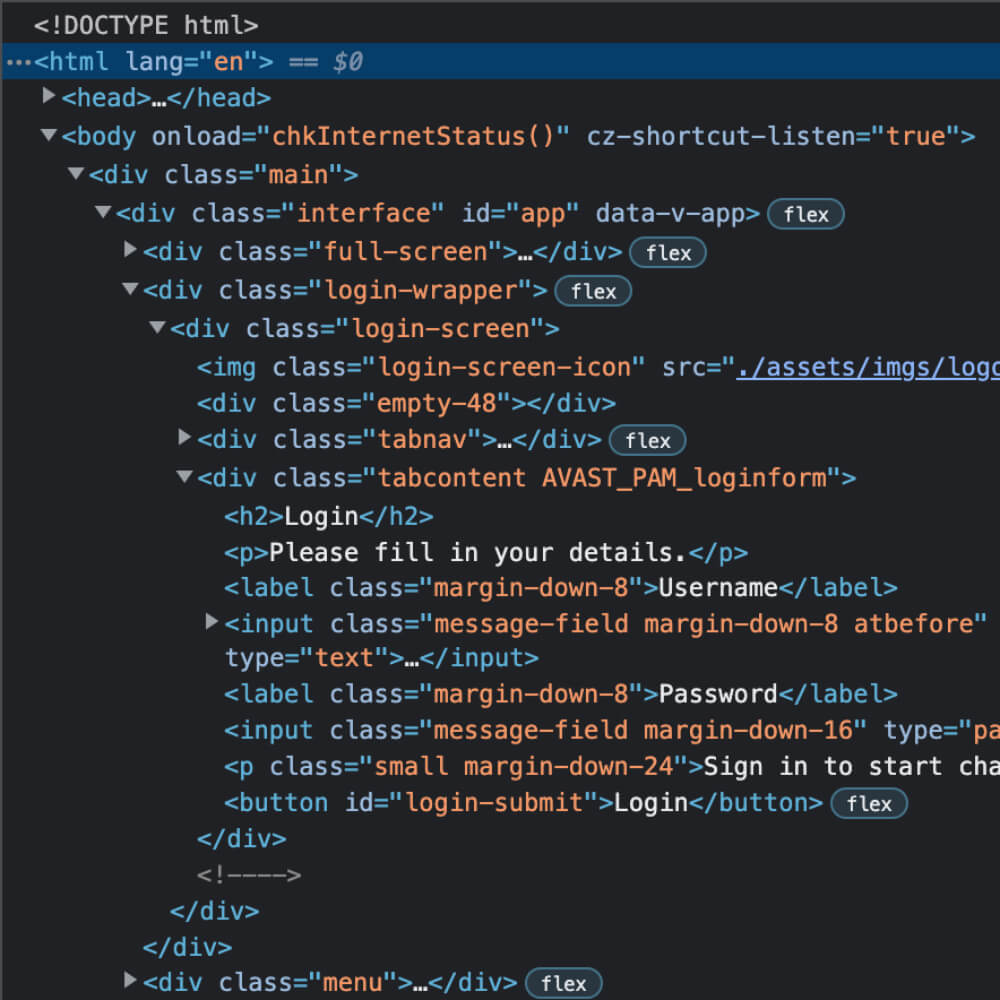 <!DOCTYPE html>
⋯<html lang="en"> == $0
<head>…</head>
<body onload="chkInternetStatus()" cz-shortcut-listen="true">
<div class="main">
<div class="interface" id="app" data-v-app> flex
<div class="full-screen">…</div> flex
<div class="login-wrapper"> flex
<div class="login-screen">
<img class="login-screen-icon" src="./assets/imgs/logo
<div class="empty-48"></div>
<div class="tabnav">…</div> flex
<div class="tabcontent AVAST_PAM_loginform">
<h2>Login</h2>
<p>Please fill in your details.</p>
<label class="margin-down-8">Username</label>
<input class="message-field margin-down-8 atbefore"
type="text">…</input>
<label class="margin-down-8">Password</label>
<input class="message-field margin-down-16" type="pa
<p class="small margin-down-24">Sign in to start cha
<button id="login-submit">Login</button> flex
</div>
<!---->
</div>
</div>
<div class="menu">…</div> flex